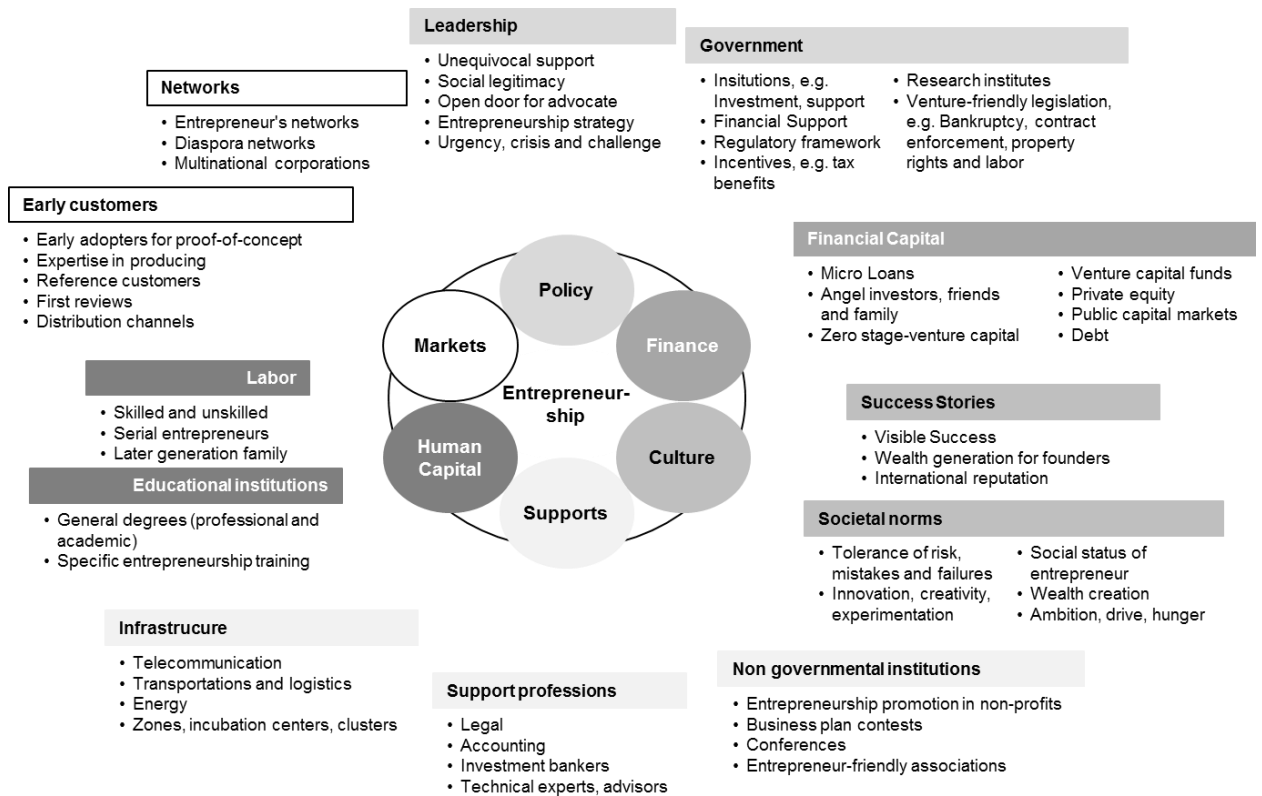 Leadership
• Unequivocal support
• Social legitimacy
• Open door for advocate
• Entrepreneurship strategy
• Urgency, crisis and challenge
Government
• Insitutions, e.g.
Investment, support
• Financial Support
• Regulatory framework
• Incentives, e.g. tax
benefits
• Research institutes
• Venture-friendly legislation,
e.g. Bankruptcy, contract
enforcement, property
rights and labor
Networks
• Entrepreneur's networks
• Diaspora networks
• Multinational corporations
Early customers
• Early adopters for proof-of-concept
• Expertise in producing
• Reference customers
• First reviews
• Distribution channels
Financial Capital
• Micro Loans
• Angel investors, friends
and family
• Zero stage-venture capital
• Venture capital funds
• Private equity
• Public capital markets
• Debt
Policy
Markets
Finance
Entrepreneur-
ship
Human
Capital
Culture
Supports
Labor
• Skilled and unskilled
• Serial entrepreneurs
• Later generation family
Educational institutions
• General degrees (professional and
academic)
• Specific entrepreneurship training
Success Stories
• Visible Success
• Wealth generation for founders
• International reputation
Societal norms
• Tolerance of risk,
mistakes and failures
• Innovation, creativity,
experimentation
• Social status of
entrepreneur
• Wealth creation
• Ambition, drive, hunger
Infrastrucure
• Telecommunication
• Transportations and logistics
• Energy
• Zones, incubation centers, clusters
Support professions
• Legal
• Accounting
• Investment bankers
• Technical experts, advisors
Non governmental institutions
• Entrepreneurship promotion in non-profits
• Business plan contests
• Conferences
• Entrepreneur-friendly associations